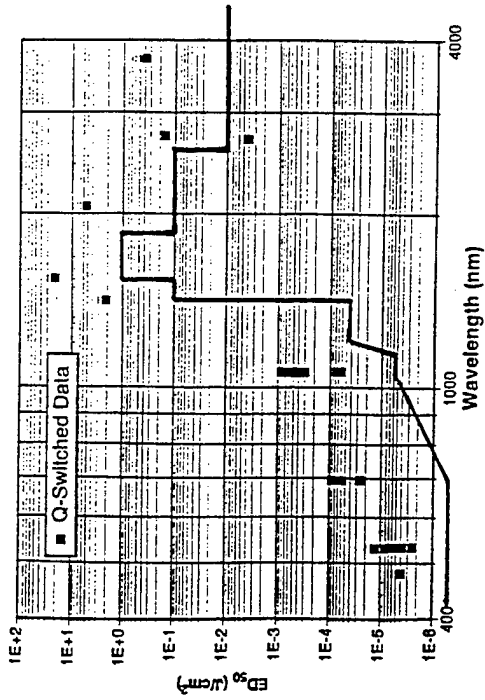 ■ Q-Switched Data
ED50 (J/cm²)
1E+2
1E+1
1E+0
1E-1
1E-2
1E-3
1E-4
1E-5
1E-6
400
1000
4000
Wavelength (nm)